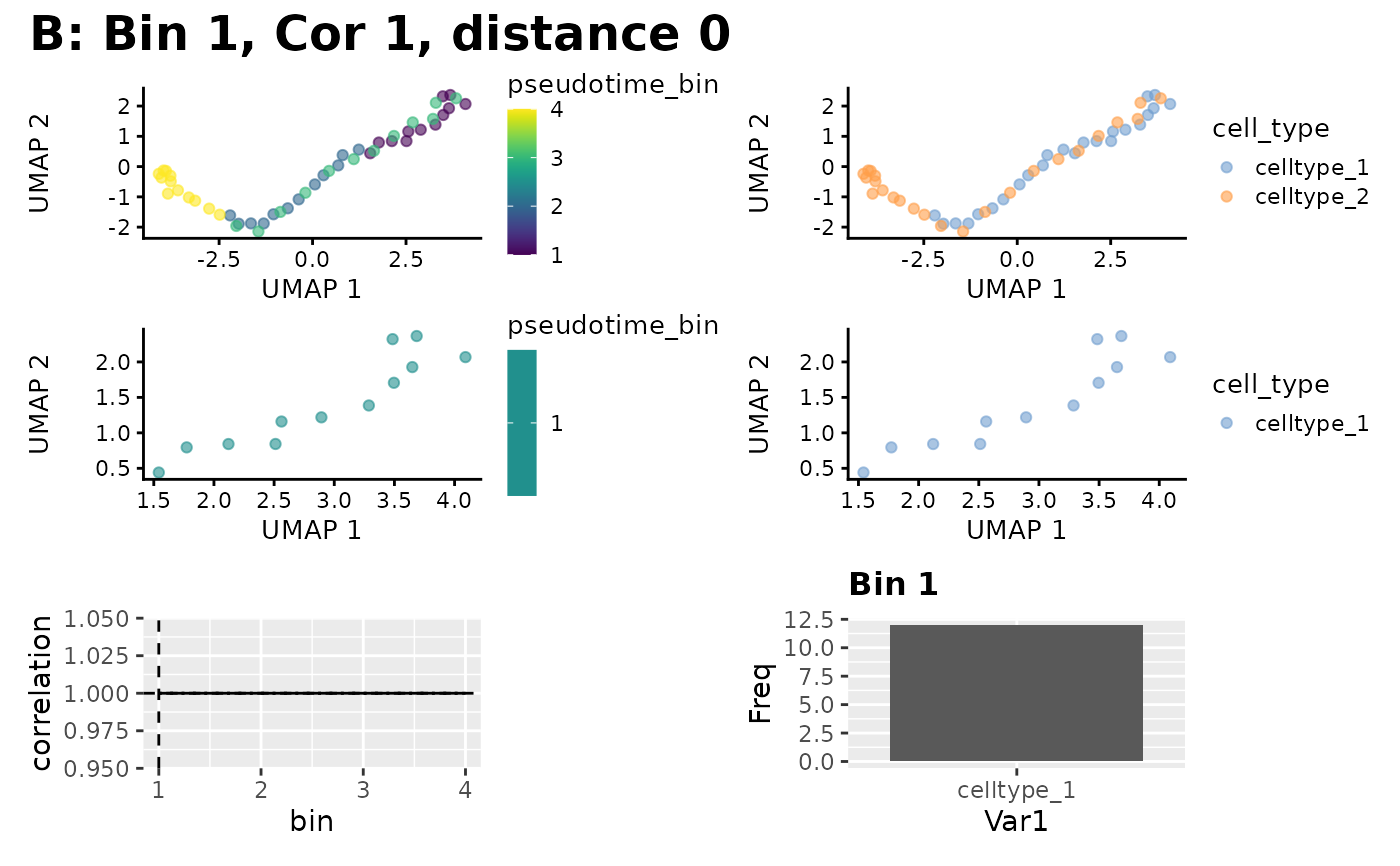 B: Bin 1, Cor 1, distance 0
UMAP 2
2
1
0
-1
-2
-2.5 0.0 2.5
UMAP 1
pseudotime_bin
4
3
2
1
UMAP 2
2
1
0
-1
-2
-2.5 0.0 2.5
UMAP 1
cell_type
celltype_1
celltype_2
UMAP 2
2.0
1.5
1.0
0.5
1.5 2.0 2.5 3.0 3.5 4.0
UMAP 1
pseudotime_bin
1
UMAP 2
2.0
1.5
1.0
0.5
1.5 2.0 2.5 3.0 3.5 4.0
UMAP 1
cell_type
celltype_1
correlation
1.050
1.025
1.000
0.975
0.950
1 2 3 4
bin
Bin 1
Freq
12.5
10.0
7.5
5.0
2.5
0.0
celltype_1
Var1